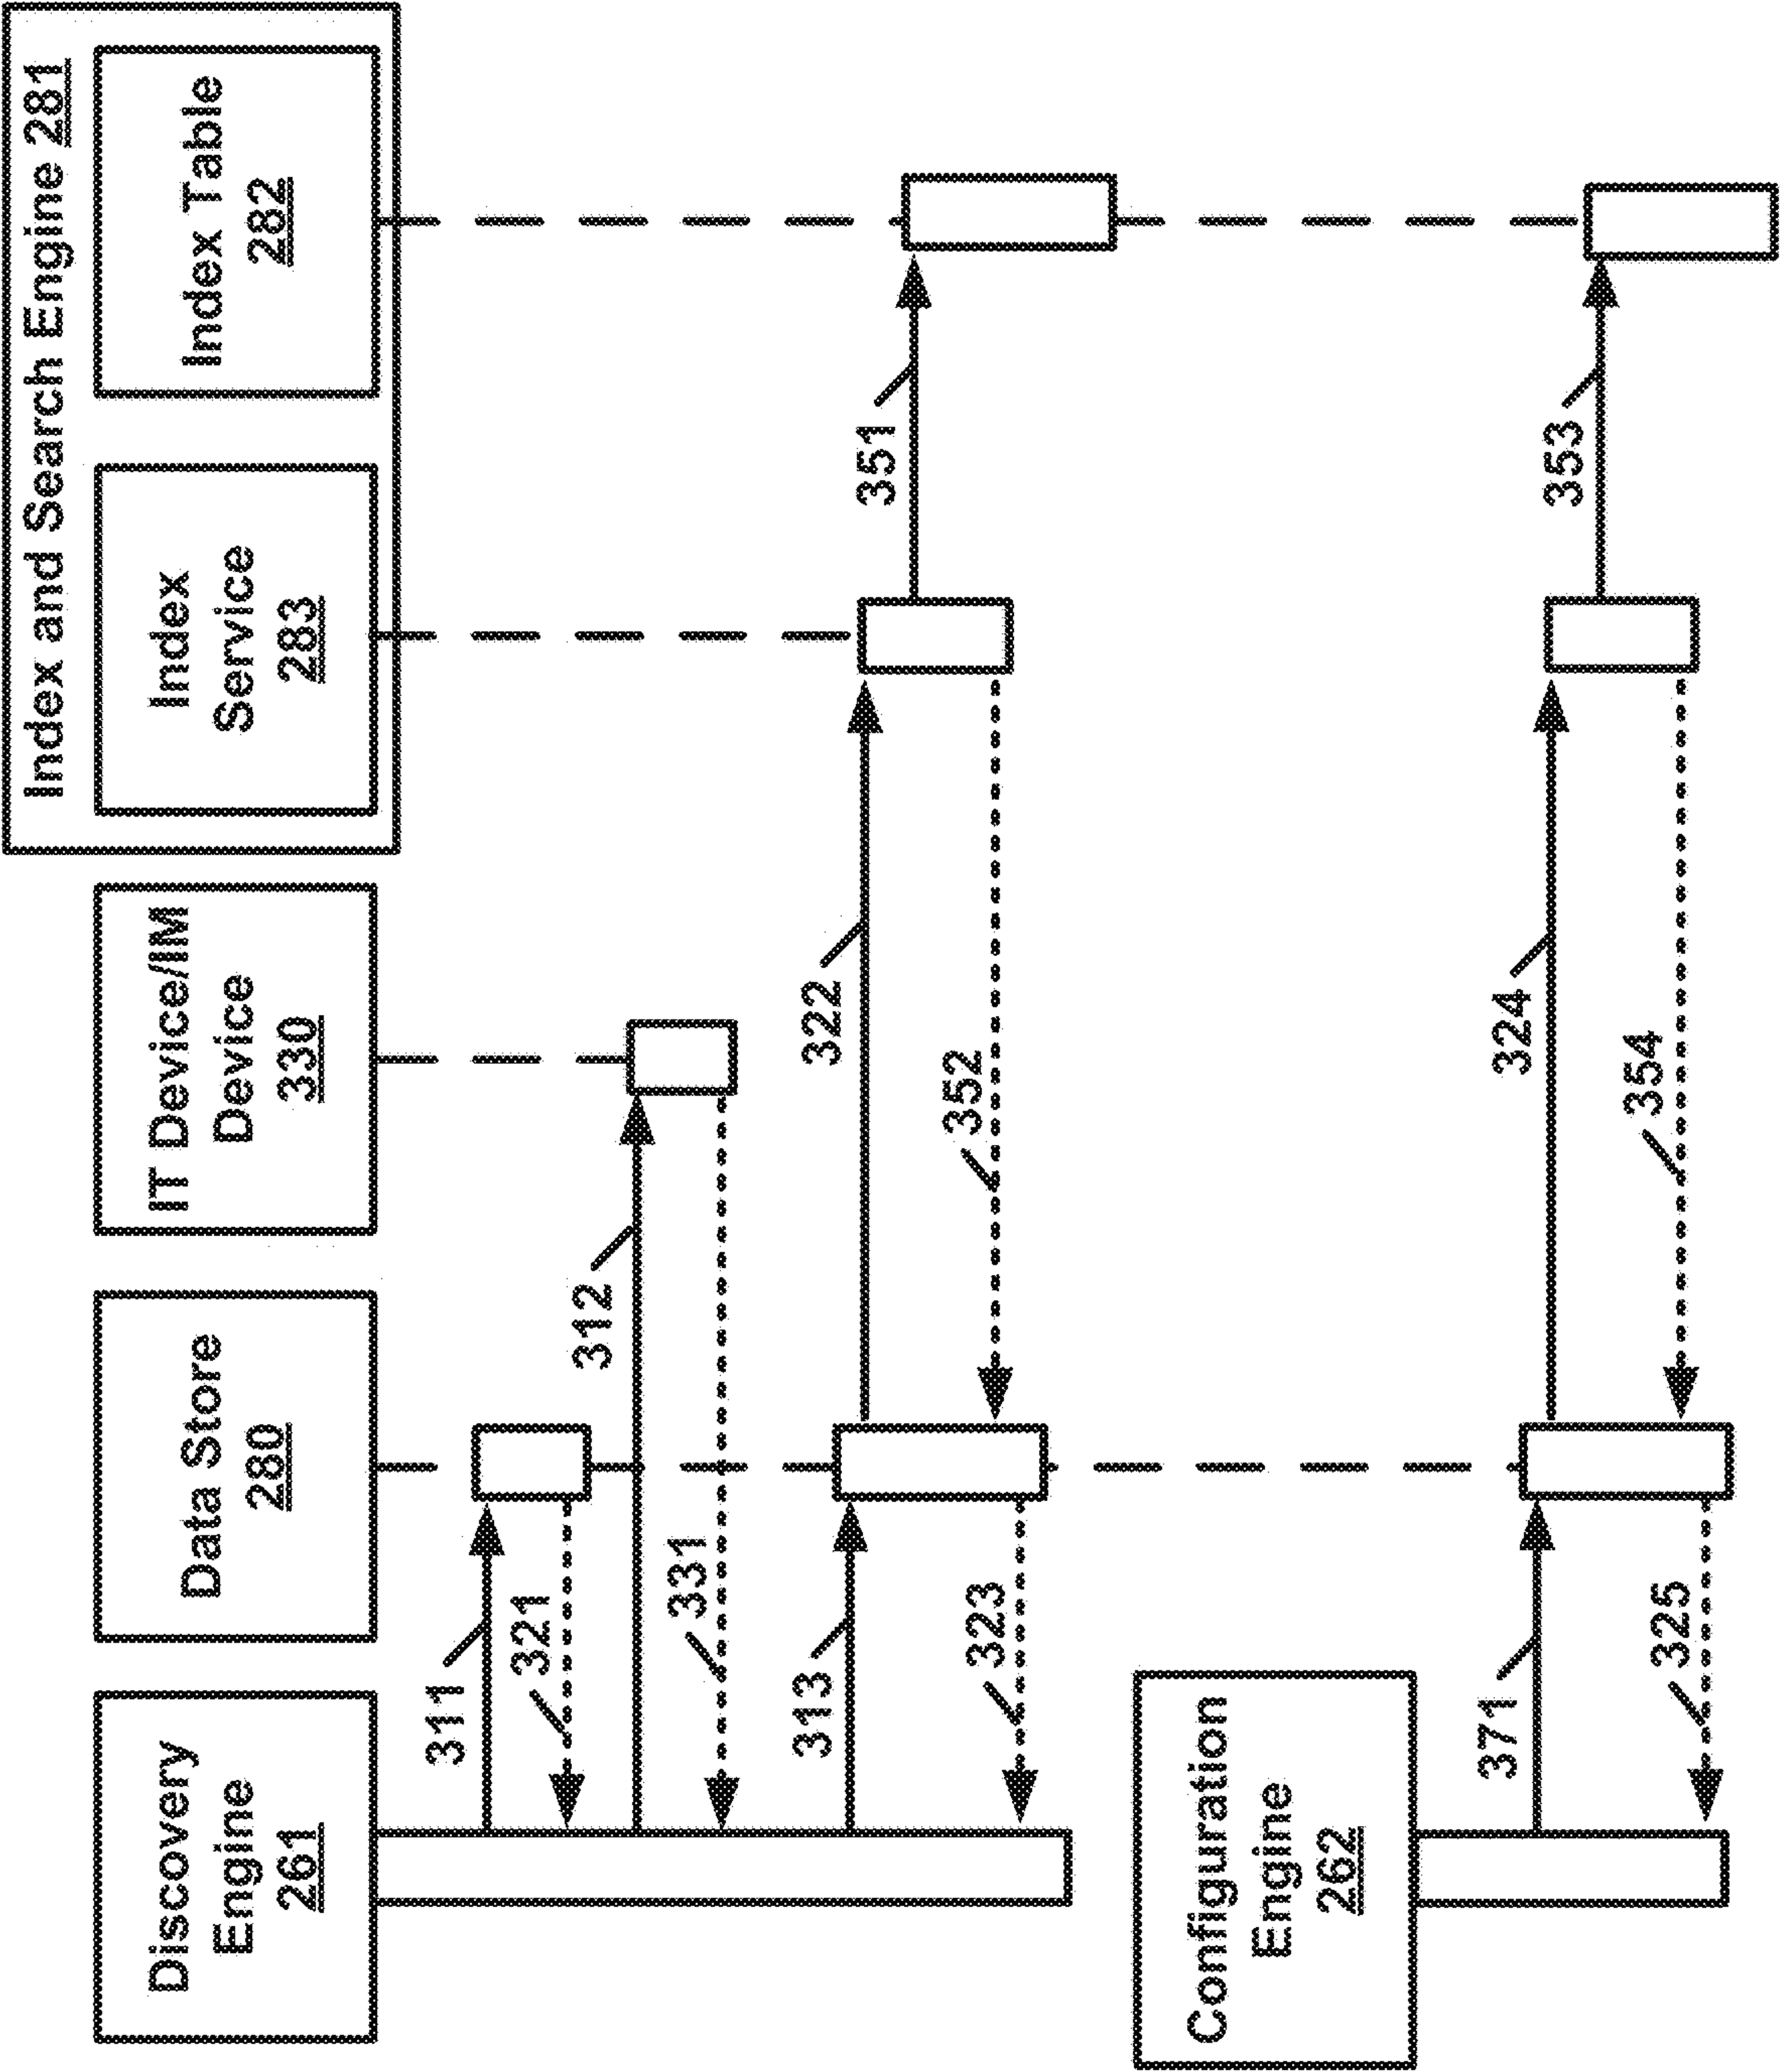 Index and Search Engine 281
Discovery
Engine
261
Data Store
280
IT Device/IM
Device
330
Index
Service
283
Index Table
282
311
321
312
331
313
322
351
352
323
Configuration
Engine
262
371
324
353
354
325